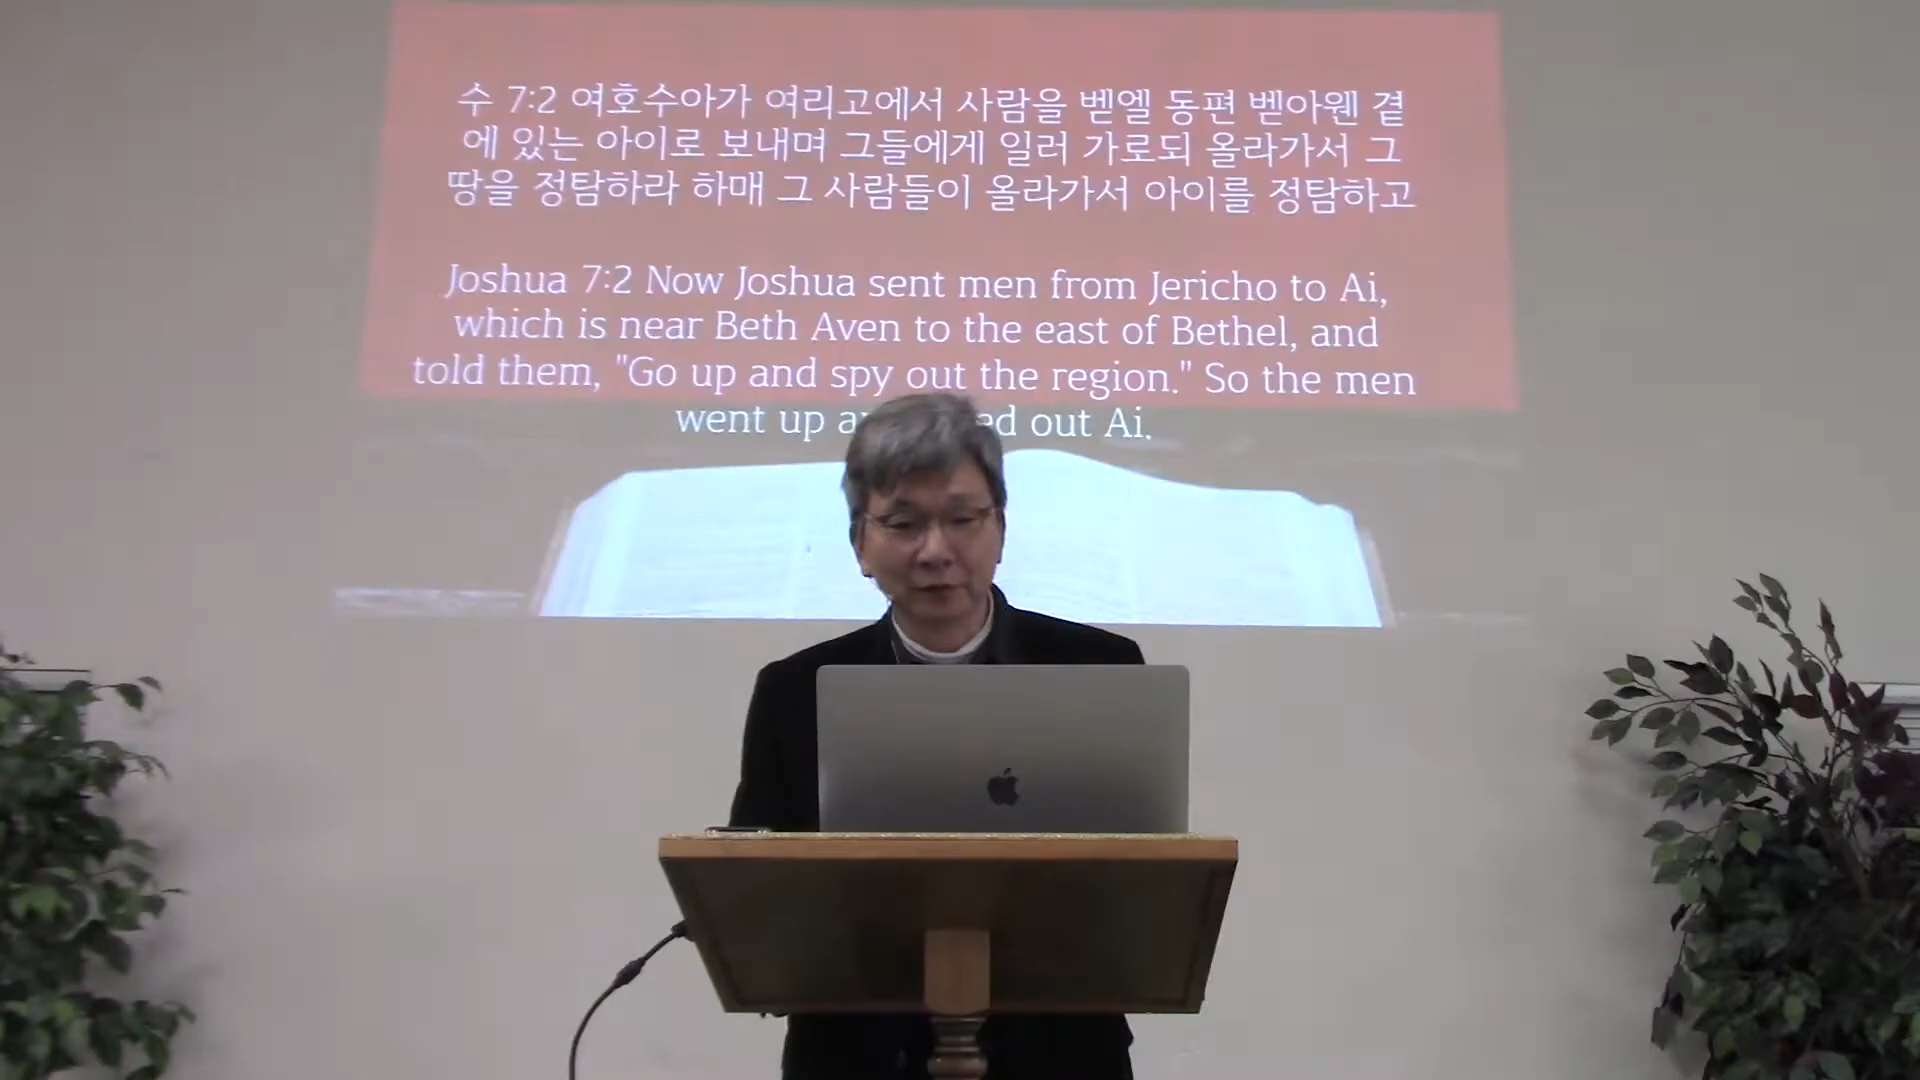 수 7:2 여호수아가 여리고에서 사람을 벧엘 동편 벧아웬 곁
에 있는 아이로 보내며 그들에게 일러 가로되 올라가서 그
땅을 정탐하라 하매 그 사람들이 올라가서 아이를 정탐하고
Joshua 7:2 Now Joshua sent men from Jericho to Ai,
which is near Beth Aven to the east of Bethel, and
told them, "Go up and spy out the region." So the men
went up out Ai.